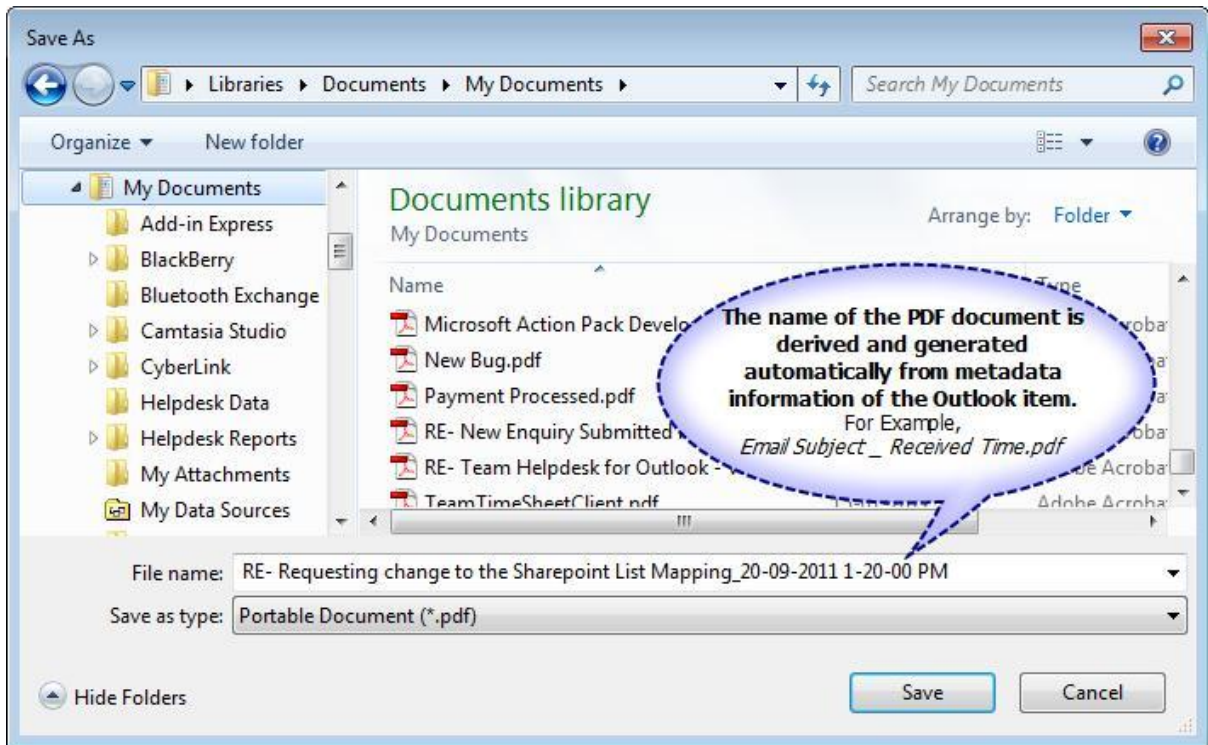 Save As
Libraries Documents My Documents
Search My Documents
Organize New folder
My Documents
Add-in Express
BlackBerry
Bluetooth Exchange
Camtasia Studio
CyberLink
Helpdesk Data
Helpdesk Reports
My Attachments
My Data Sources
Documents library
My Documents
Arrange by: Folder
Name
Type
Microsoft Action Pack Develo
New Bug.pdf
Payment Processed.pdf
RE- New Enquiry Submitted
RE- Team Helpdesk for Outlook -
Acroba
TeamTimeSheetClient.pdf
Adobe Acroba
The name of the PDF document is
derived and generated
automatically from metadata
information of the Outlook item.
For Example,
Email Subject _ Received Time.pdf
File name: RE- Requesting change to the Sharepoint List Mapping_20-09-2011 1-20-00 PM
Save as type: Portable Document (*.pdf)
Hide Folders
Save
Cancel